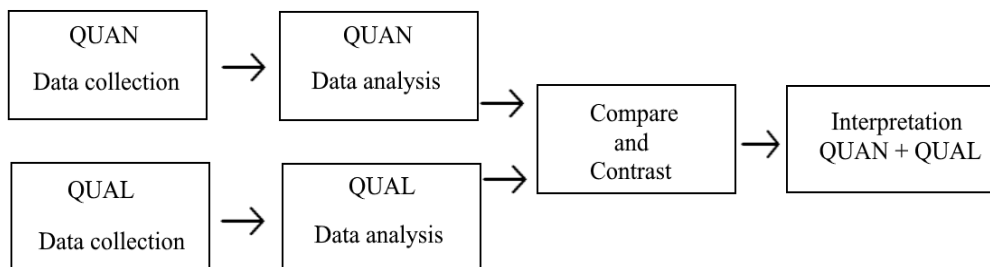 QUAN
Data collection
QUAN
Data analysis
QUAL
Data collection
QUAL
Data analysis
Compare
and
Contrast
Interpretation
QUAN + QUAL